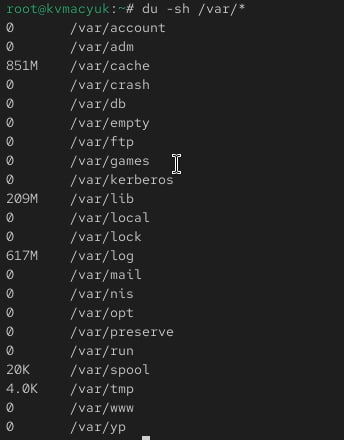 root@kvmacyuk:~# du -sh /var/*
0 /var/account
0 /var/adm
851M /var/cache
0 /var/crash
0 /var/db
0 /var/empty
0 /var/ftp
0 /var/games
0 /var/kerberos
209M /var/lib
0 /var/local
0 /var/lock
617M /var/log
0 /var/mail
0 /var/nis
0 /var/opt
0 /var/preserve
0 /var/run
20K /var/spool
4.0K /var/tmp
0 /var/www
0 /var/yp